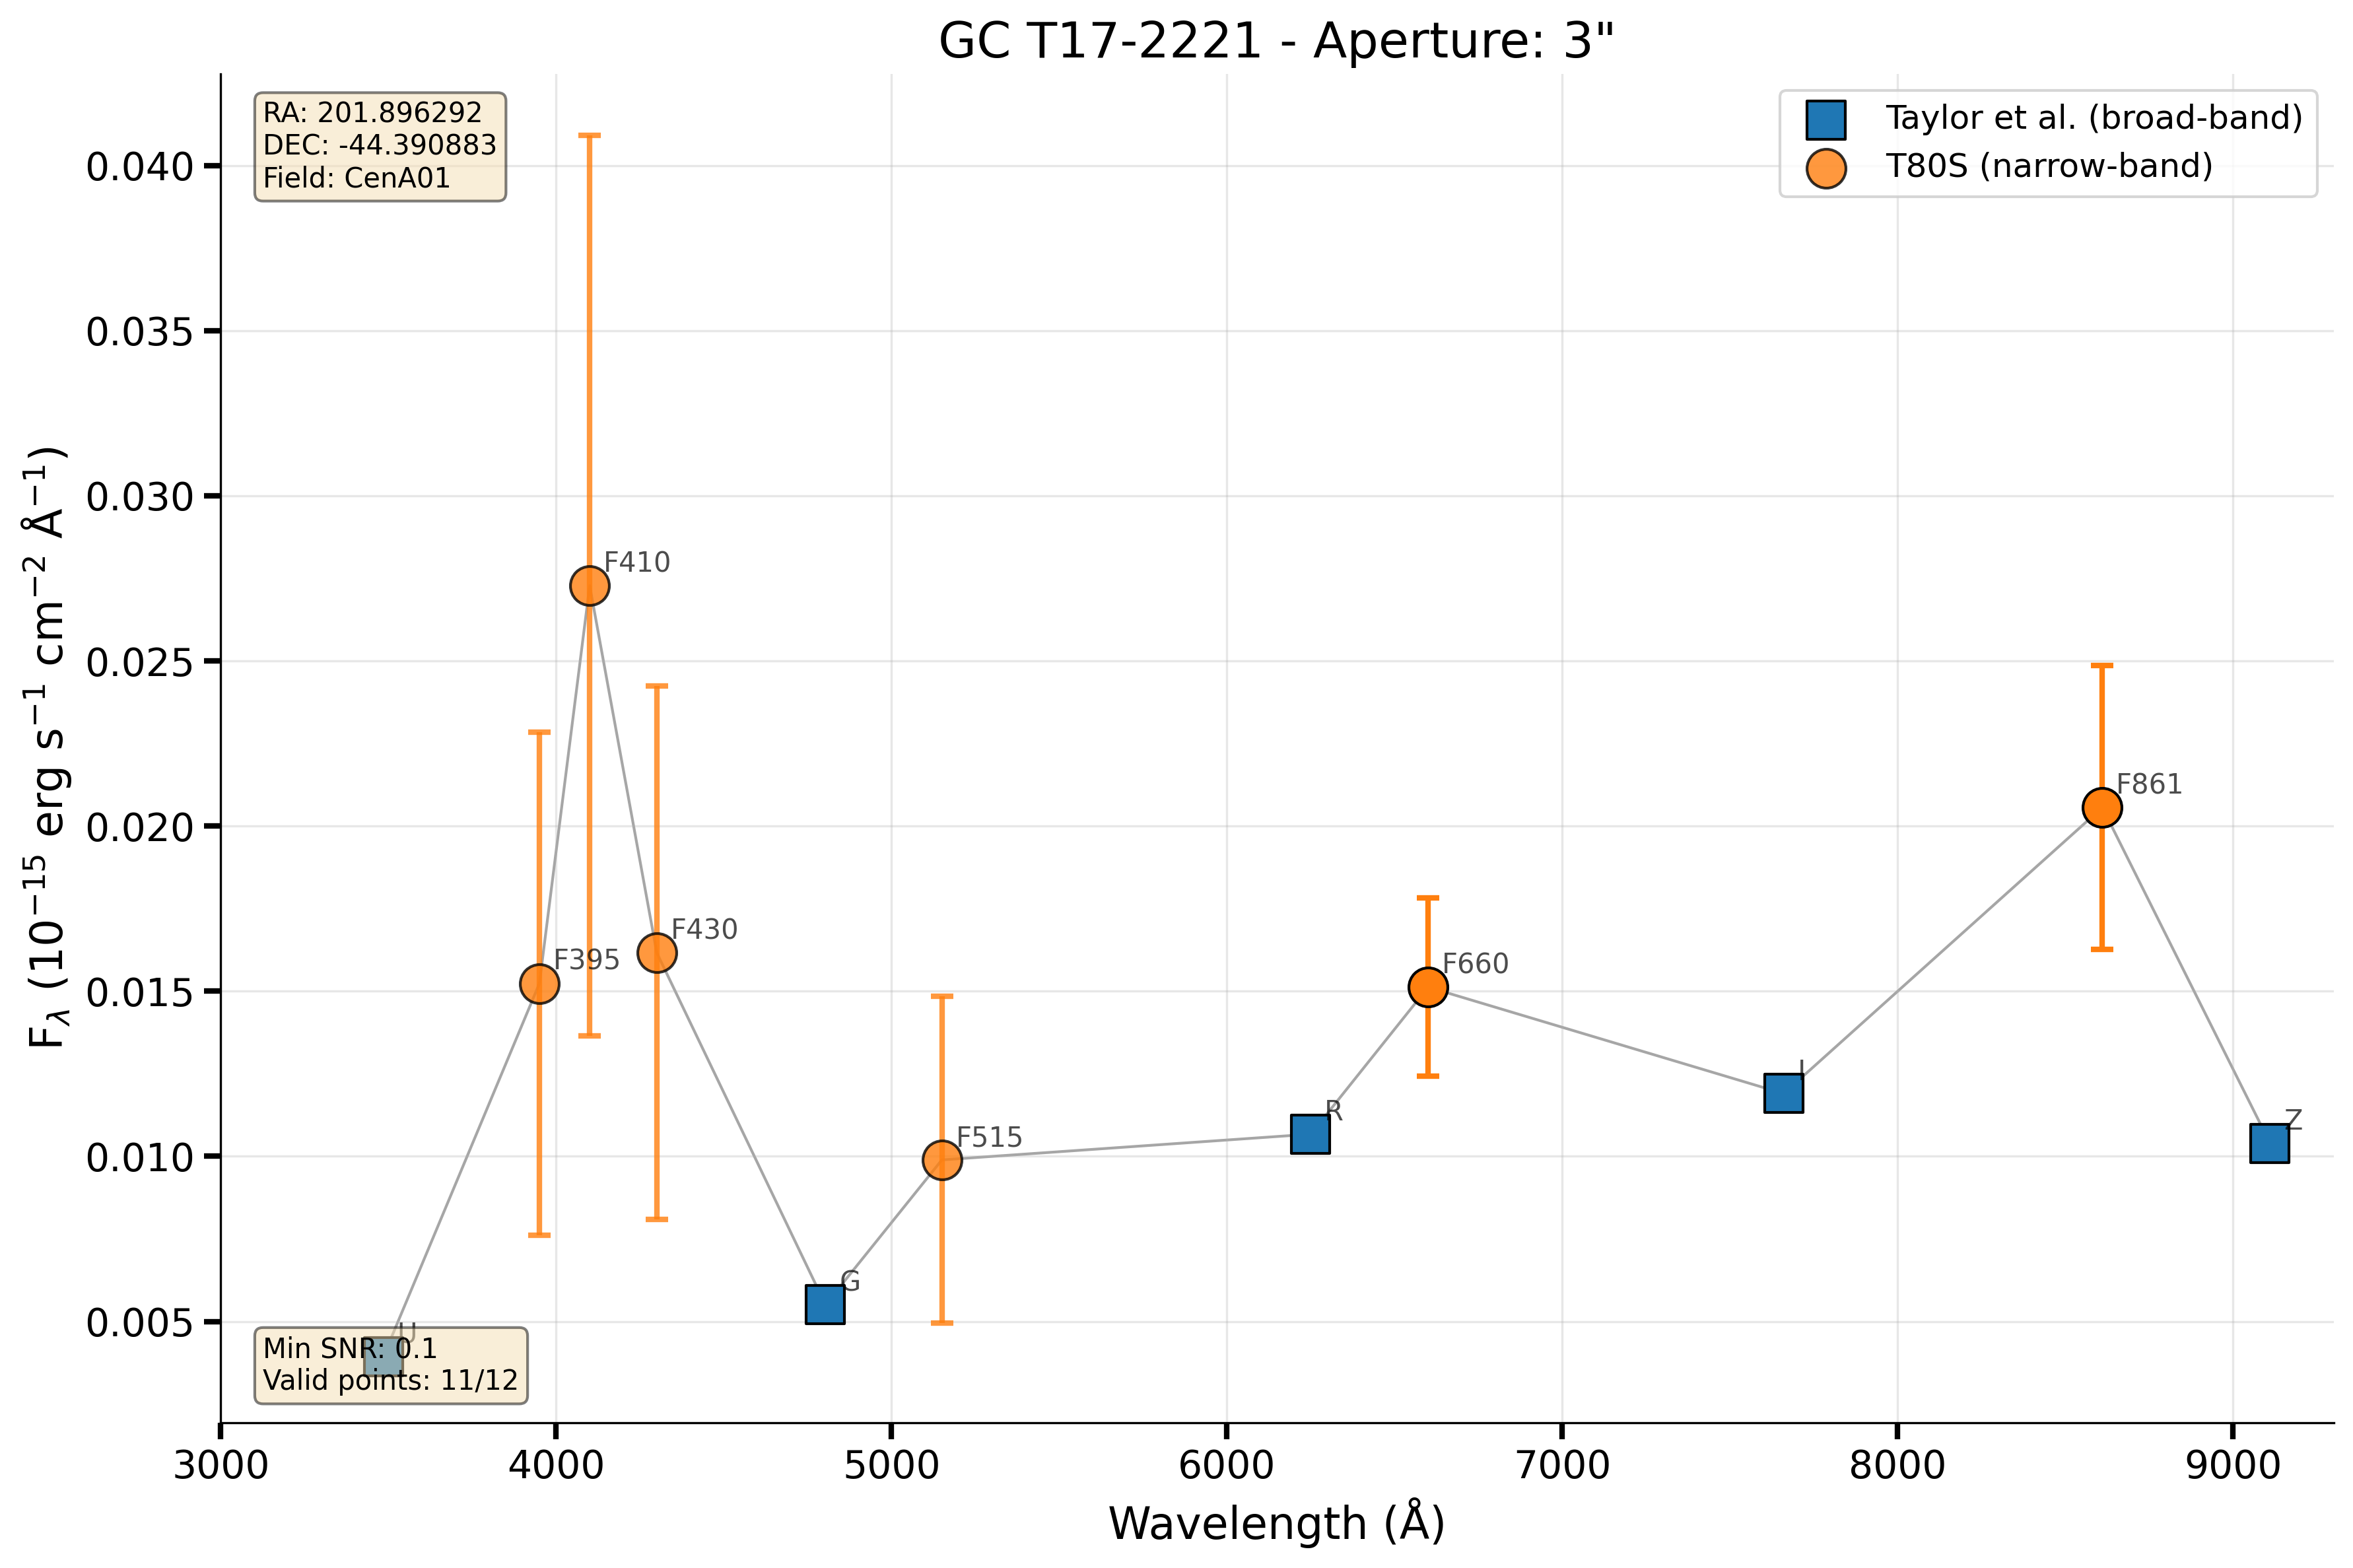 GC T17-2221 - Aperture: 3"
RA: 201.896292
DEC: -44.390883
Field: CenA01
Taylor et al. (broad-band)
T80S (narrow-band)
F_λ (10⁻¹⁵ erg s⁻¹ cm⁻² Å⁻¹)
0.040
0.035
0.030
0.025
0.020
0.015
0.010
0.005
F410
F861
F430
F395
F660
I
R
Z
F515
G
U
Min SNR: 0.1
Valid points: 11/12
3000
4000
5000
6000
7000
8000
9000
Wavelength (Å)